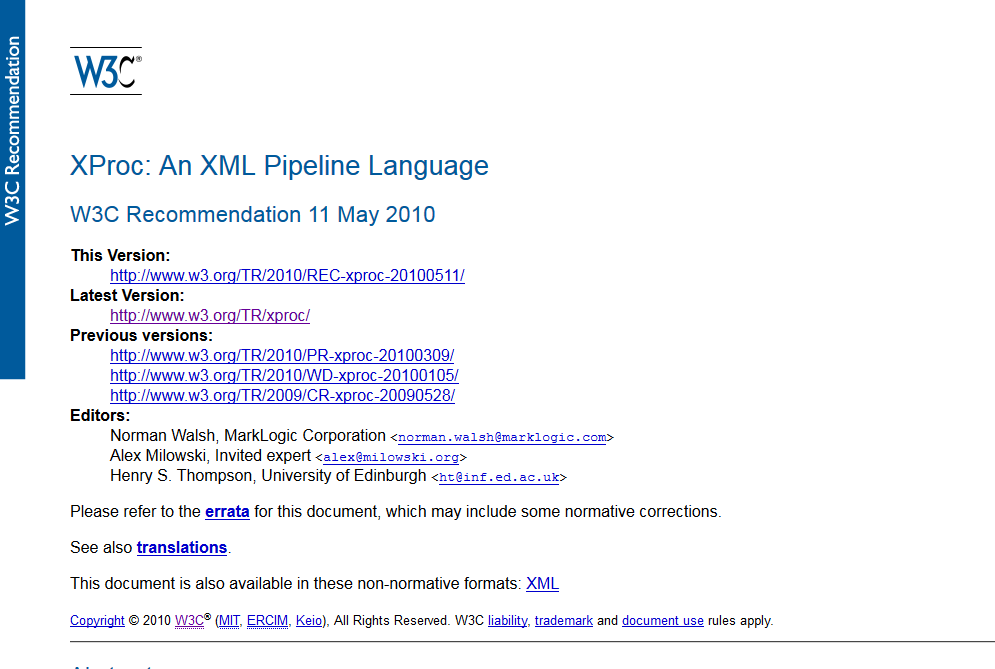 W3C Recommendation
W3C®
XProc: An XML Pipeline Language
W3C Recommendation 11 May 2010
This Version:
http://www.w3.org/TR/2010/REC-xproc-20100511/
Latest Version:
http://www.w3.org/TR/xproc/
Previous versions:
http://www.w3.org/TR/2010/PR-xproc-20100309/
http://www.w3.org/TR/2010/WD-xproc-20100105/
http://www.w3.org/TR/2009/CR-xproc-20090528/
Editors:
Norman Walsh, MarkLogic Corporation <norman.walsh@marklogic.com>
Alex Milowski, Invited expert <alex@milowski.org>
Henry S. Thompson, University of Edinburgh <ht@inf.ed.ac.uk>
Please refer to the errata for this document, which may include some normative corrections.
See also translations.
This document is also available in these non-normative formats: XML
Copyright © 2010 W3C® (MIT, ERCIM, Keio), All Rights Reserved. W3C liability, trademark and document use rules apply.